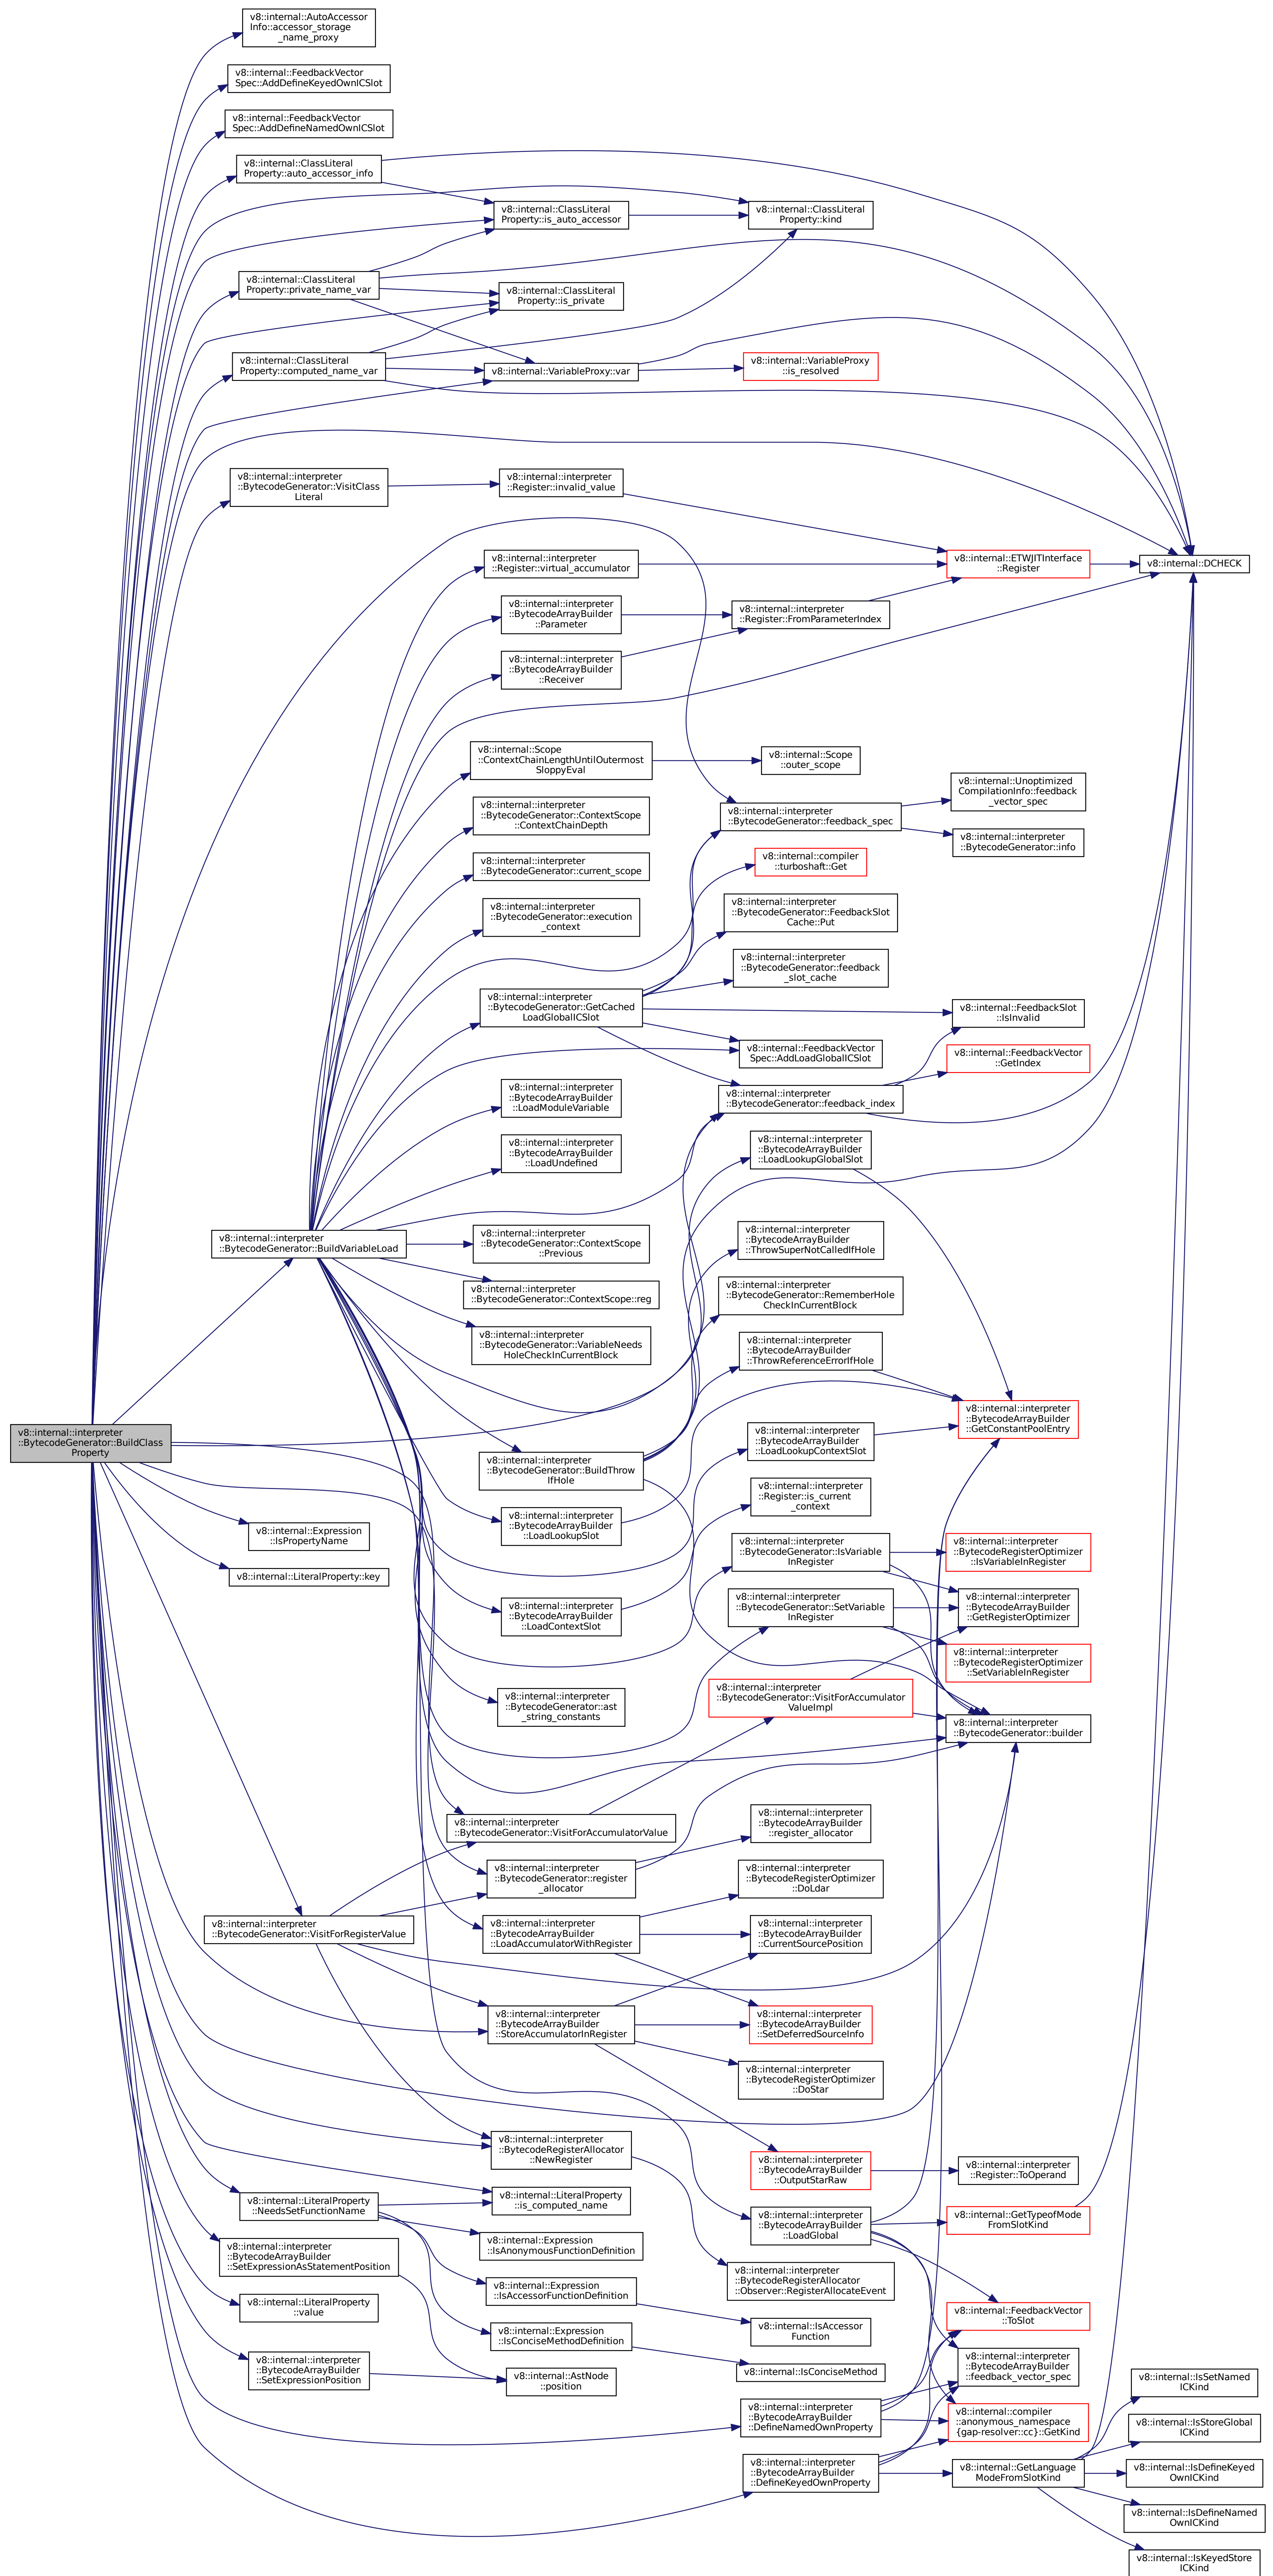 v8::internal::AutoAccessor
Info::accessor_storage
_name_proxy
v8::internal::FeedbackVector
Spec::AddDefineKeyedOwnICSlot
v8::internal::FeedbackVector
Spec::AddDefineNamedOwnICSlot
v8::internal::ClassLiteral
Property::auto_accessor_info
v8::internal::ClassLiteral
Property::is_auto_accessor
v8::internal::ClassLiteral
Property::kind
v8::internal::ClassLiteral
Property::private_name_var
v8::internal::ClassLiteral
Property::is_private
v8::internal::ClassLiteral
Property::computed_name_var
v8::internal::VariableProxy::var
v8::internal::VariableProxy
::is_resolved
v8::internal::interpreter
::BytecodeGenerator::VisitClass
Literal
v8::internal::interpreter
::Register::invalid_value
v8::internal::interpreter
::Register::virtual_accumulator
v8::internal::ETWJITInterface
::Register
v8::internal::DCHECK
v8::internal::interpreter
::BytecodeArrayBuilder
::Parameter
v8::internal::interpreter
::Register::FromParameterIndex
v8::internal::interpreter
::BytecodeArrayBuilder
::Receiver
v8::internal::Scope
::ContextChainLengthUntilOutermost
SloppyEval
v8::internal::Scope
::outer_scope
v8::internal::interpreter
::BytecodeGenerator::ContextScope
::ContextChainDepth
v8::internal::interpreter
::BytecodeGenerator::feedback_spec
v8::internal::Unoptimized
CompilationInfo::feedback
_vector_spec
v8::internal::interpreter
::BytecodeGenerator::info
v8::internal::interpreter
::BytecodeGenerator::current_scope
v8::internal::compiler
::turboshaft::Get
v8::internal::interpreter
::BytecodeGenerator::execution
_context
v8::internal::interpreter
::BytecodeGenerator::FeedbackSlot
Cache::Put
v8::internal::interpreter
::BytecodeGenerator::feedback
_slot_cache
v8::internal::interpreter
::BytecodeGenerator::GetCached
LoadGlobalICSlot
v8::internal::FeedbackSlot
::IsInvalid
v8::internal::FeedbackVector
Spec::AddLoadGlobalICSlot
v8::internal::FeedbackVector
::GetIndex
v8::internal::interpreter
::BytecodeArrayBuilder
::LoadModuleVariable
v8::internal::interpreter
::BytecodeGenerator::feedback_index
v8::internal::interpreter
::BytecodeArrayBuilder
::LoadUndefined
v8::internal::interpreter
::BytecodeArrayBuilder
::LoadLookupGlobalSlot
v8::internal::interpreter
::BytecodeGenerator::BuildVariableLoad
v8::internal::interpreter
::BytecodeGenerator::ContextScope
::Previous
v8::internal::interpreter
::BytecodeArrayBuilder
::ThrowSuperNotCalledIfHole
v8::internal::interpreter
::BytecodeGenerator::ContextScope::reg
v8::internal::interpreter
::BytecodeGenerator::RememberHole
CheckInCurrentBlock
v8::internal::interpreter
::BytecodeGenerator::VariableNeeds
HoleCheckInCurrentBlock
v8::internal::interpreter
::BytecodeArrayBuilder
::ThrowReferenceErrorIfHole
v8::internal::interpreter
::BytecodeArrayBuilder
::GetConstantPoolEntry
v8::internal::interpreter
::BytecodeGenerator::BuildClass
Property
v8::internal::interpreter
::BytecodeGenerator::BuildThrow
IfHole
v8::internal::interpreter
::BytecodeArrayBuilder
::LoadLookupContextSlot
v8::internal::interpreter
::Register::is_current
_context
v8::internal::Expression
::IsPropertyName
v8::internal::interpreter
::BytecodeArrayBuilder
::LoadLookupSlot
v8::internal::interpreter
::BytecodeGenerator::IsVariable
InRegister
v8::internal::interpreter
::BytecodeRegisterOptimizer
::IsVariableInRegister
v8::internal::LiteralProperty::key
v8::internal::interpreter
::BytecodeArrayBuilder
::LoadContextSlot
v8::internal::interpreter
::BytecodeGenerator::SetVariable
InRegister
v8::internal::interpreter
::BytecodeArrayBuilder
::GetRegisterOptimizer
v8::internal::interpreter
::BytecodeRegisterOptimizer
::SetVariableInRegister
v8::internal::interpreter
::BytecodeGenerator::ast
_string_constants
v8::internal::interpreter
::BytecodeGenerator::VisitForAccumulator
ValueImpl
v8::internal::interpreter
::BytecodeGenerator::builder
v8::internal::interpreter
::BytecodeGenerator::VisitForAccumulatorValue
v8::internal::interpreter
::BytecodeArrayBuilder
::register_allocator
v8::internal::interpreter
::BytecodeGenerator::register
_allocator
v8::internal::interpreter
::BytecodeRegisterOptimizer
::DoLdar
v8::internal::interpreter
::BytecodeGenerator::VisitForRegisterValue
v8::internal::interpreter
::BytecodeArrayBuilder
::LoadAccumulatorWithRegister
v8::internal::interpreter
::BytecodeArrayBuilder
::CurrentSourcePosition
v8::internal::interpreter
::BytecodeArrayBuilder
::StoreAccumulatorInRegister
v8::internal::interpreter
::BytecodeArrayBuilder
::SetDeferredSourceInfo
v8::internal::interpreter
::BytecodeRegisterOptimizer
::DoStar
v8::internal::interpreter
::BytecodeRegisterAllocator
::NewRegister
v8::internal::interpreter
::BytecodeArrayBuilder
::OutputStarRaw
v8::internal::interpreter
::Register::ToOperand
v8::internal::LiteralProperty
::NeedsSetFunctionName
v8::internal::LiteralProperty
::is_computed_name
v8::internal::interpreter
::BytecodeArrayBuilder
::LoadGlobal
v8::internal::GetTypeofMode
FromSlotKind
v8::internal::Expression
::IsAnonymousFunctionDefinition
v8::internal::interpreter
::BytecodeArrayBuilder
::SetExpressionAsStatementPosition
v8::internal::Expression
::IsAccessorFunctionDefinition
v8::internal::interpreter
::BytecodeRegisterAllocator
::Observer::RegisterAllocateEvent
v8::internal::LiteralProperty
::value
v8::internal::Expression
::IsConciseMethodDefinition
v8::internal::IsAccessor
Function
v8::internal::FeedbackVector
::ToSlot
v8::internal::interpreter
::BytecodeArrayBuilder
::SetExpressionPosition
v8::internal::AstNode
::position
v8::internal::IsConciseMethod
v8::internal::interpreter
::BytecodeArrayBuilder
::feedback_vector_spec
v8::internal::IsSetNamed
ICKind
v8::internal::interpreter
::BytecodeArrayBuilder
::DefineNamedOwnProperty
v8::internal::compiler
::anonymous_namespace
{gap-resolver::cc}::GetKind
v8::internal::IsStoreGlobal
ICKind
v8::internal::interpreter
::BytecodeArrayBuilder
::DefineKeyedOwnProperty
v8::internal::GetLanguage
ModeFromSlotKind
v8::internal::IsDefineKeyed
OwnICKind
v8::internal::IsDefineNamed
OwnICKind
v8::internal::IsKeyedStore
ICKind